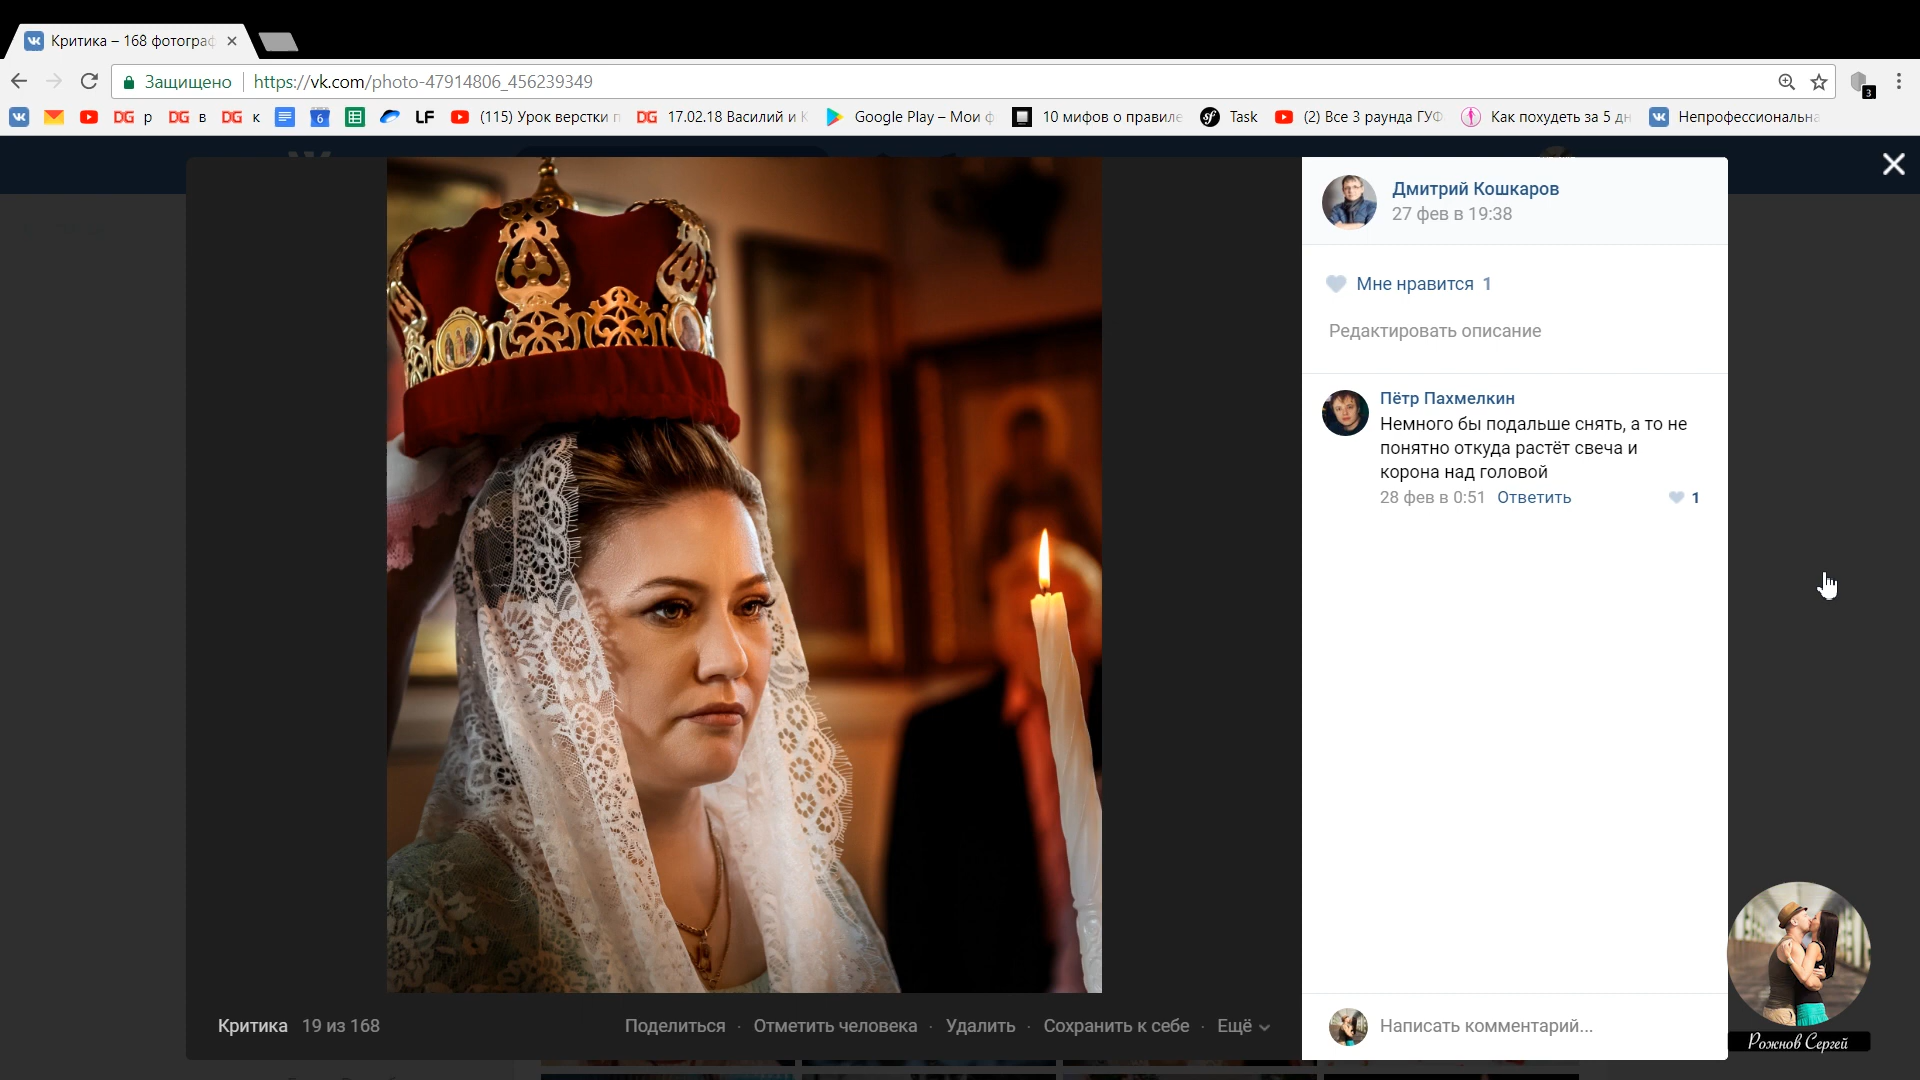 Критика – 168 фотограф
Защищено
https://vk.com/photo-47914806_456239349
3
DG р
DG в
DG к
6
LF
(115) Урок верстки п
DG 17.02.18 Василий и К
Google Play – Мои ф
10 мифов о правиле
Task
(2) Все 3 раунда ГУФ
Как похудеть за 5 дн
Непрофессиональна
Дмитрий Кошкаров
27 фев в 19:38
Мне нравится 1
Редактировать описание
Пётр Пахмелкин
Немного бы подальше снять, а то не
понятно откуда растёт свеча и
корона над головой
28 фев в 0:51 Ответить 1
Критика 19 из 168
Поделиться · Отметить человека · Удалить · Сохранить к себе · Ещё
Написать комментарий...
Рожнов Сергей